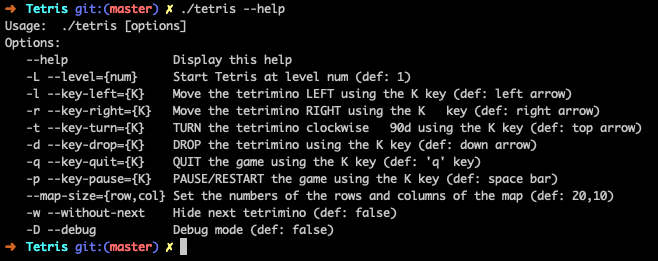 ➜  Tetris git:(master) ✗ ./tetris --help
Usage:  ./tetris [options]
Options:
   --help               Display this help
   -L --level={num}     Start Tetris at level num (def: 1)
   -l --key-left={K}    Move the tetrimino LEFT using the K key (def: left arrow)
   -r --key-right={K}   Move the tetrimino RIGHT using the K   key (def: right arrow)
   -t --key-turn={K}    TURN the tetrimino clockwise   90d using the K key (def: top arrow)
   -d --key-drop={K}    DROP the tetrimino using the K key (def: down arrow)
   -q --key-quit={K}    QUIT the game using the K key (def: 'q' key)
   -p --key-pause={K}   PAUSE/RESTART the game using the K key (def: space bar)
   --map-size={row,col} Set the numbers of the rows and columns of the map (def: 20,10)
   -w --without-next    Hide next tetrimino (def: false)
   -D --debug           Debug mode (def: false)
➜  Tetris git:(master) ✗